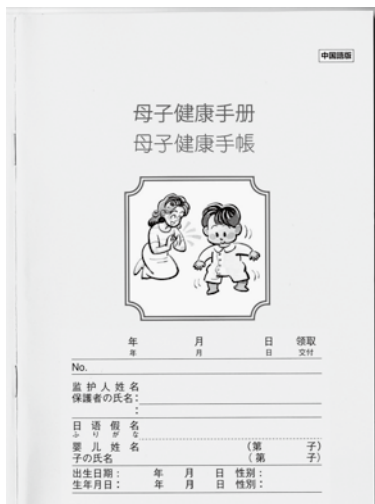 中国語版
母子健康手册
母子健康手帳
年 月 日 领取
年 月 日 交付
No.
监护人姓名
保護者の氏名：
：
日语假名
ふりがな
婴儿姓名 （第 子）
子の氏名 （第 子）
出生日期： 年 月 日 性别：
生年月日： 年 月 日 性別：